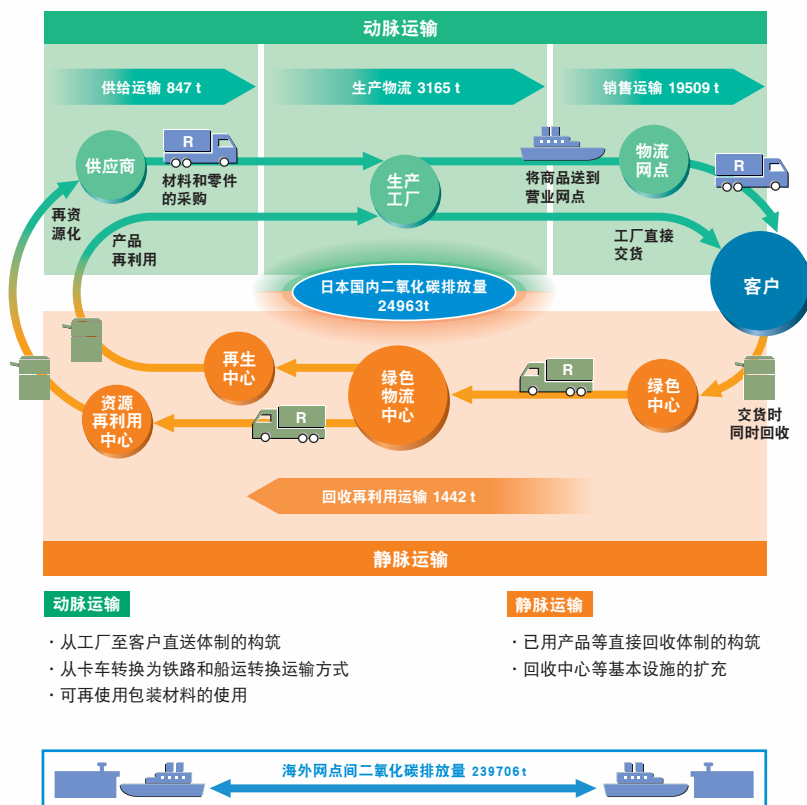 动脉运输
供给运输 847 t
生产物流 3165 t
销售运输 19509 t
供应商
R
材料和零件
的采购
生产
工厂
将商品送到
营业网点
物流
网点
R
再资
源化
产品
再利用
工厂直接
交货
客户
日本国内二氧化碳排放量
24963t
再生
中心
绿色
物流
中心
R
绿色
中心
资源
再利用
中心
R
交货时
同时回收
回收再利用运输 1442 t
静脉运输
动脉运输
·从工厂至客户直送体制的构筑
·从卡车转换为铁路和船运转换运输方式
·可再使用包装材料的使用
静脉运输
·已用产品等直接回收体制的构筑
·回收中心等基本设施的扩充
海外网点间二氧化碳排放量 239706t